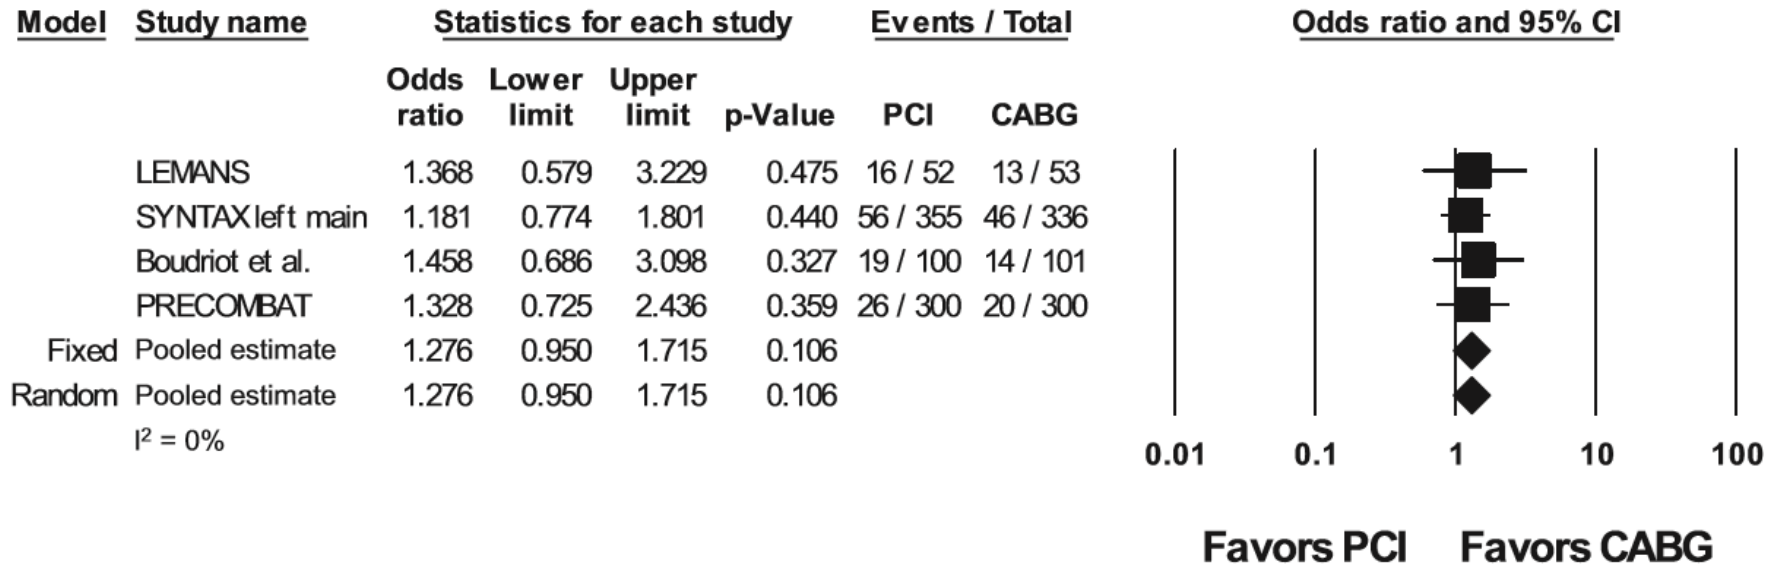 Model Study name Statistics for each study Events / Total Odds ratio and 95% CI
Odds Lower Upper
ratio limit limit p-Value PCI CABG
LEMANS 1.368 0.579 3.229 0.475 16 / 52 13 / 53
SYNTAX left main 1.181 0.774 1.801 0.440 56 / 355 46 / 336
Boudriot et al. 1.458 0.686 3.098 0.327 19 / 100 14 / 101
PRECOMBAT 1.328 0.725 2.436 0.359 26 / 300 20 / 300
Fixed Pooled estimate 1.276 0.950 1.715 0.106
Random Pooled estimate 1.276 0.950 1.715 0.106
I² = 0%
0.01 0.1 1 10 100
Favors PCI Favors CABG